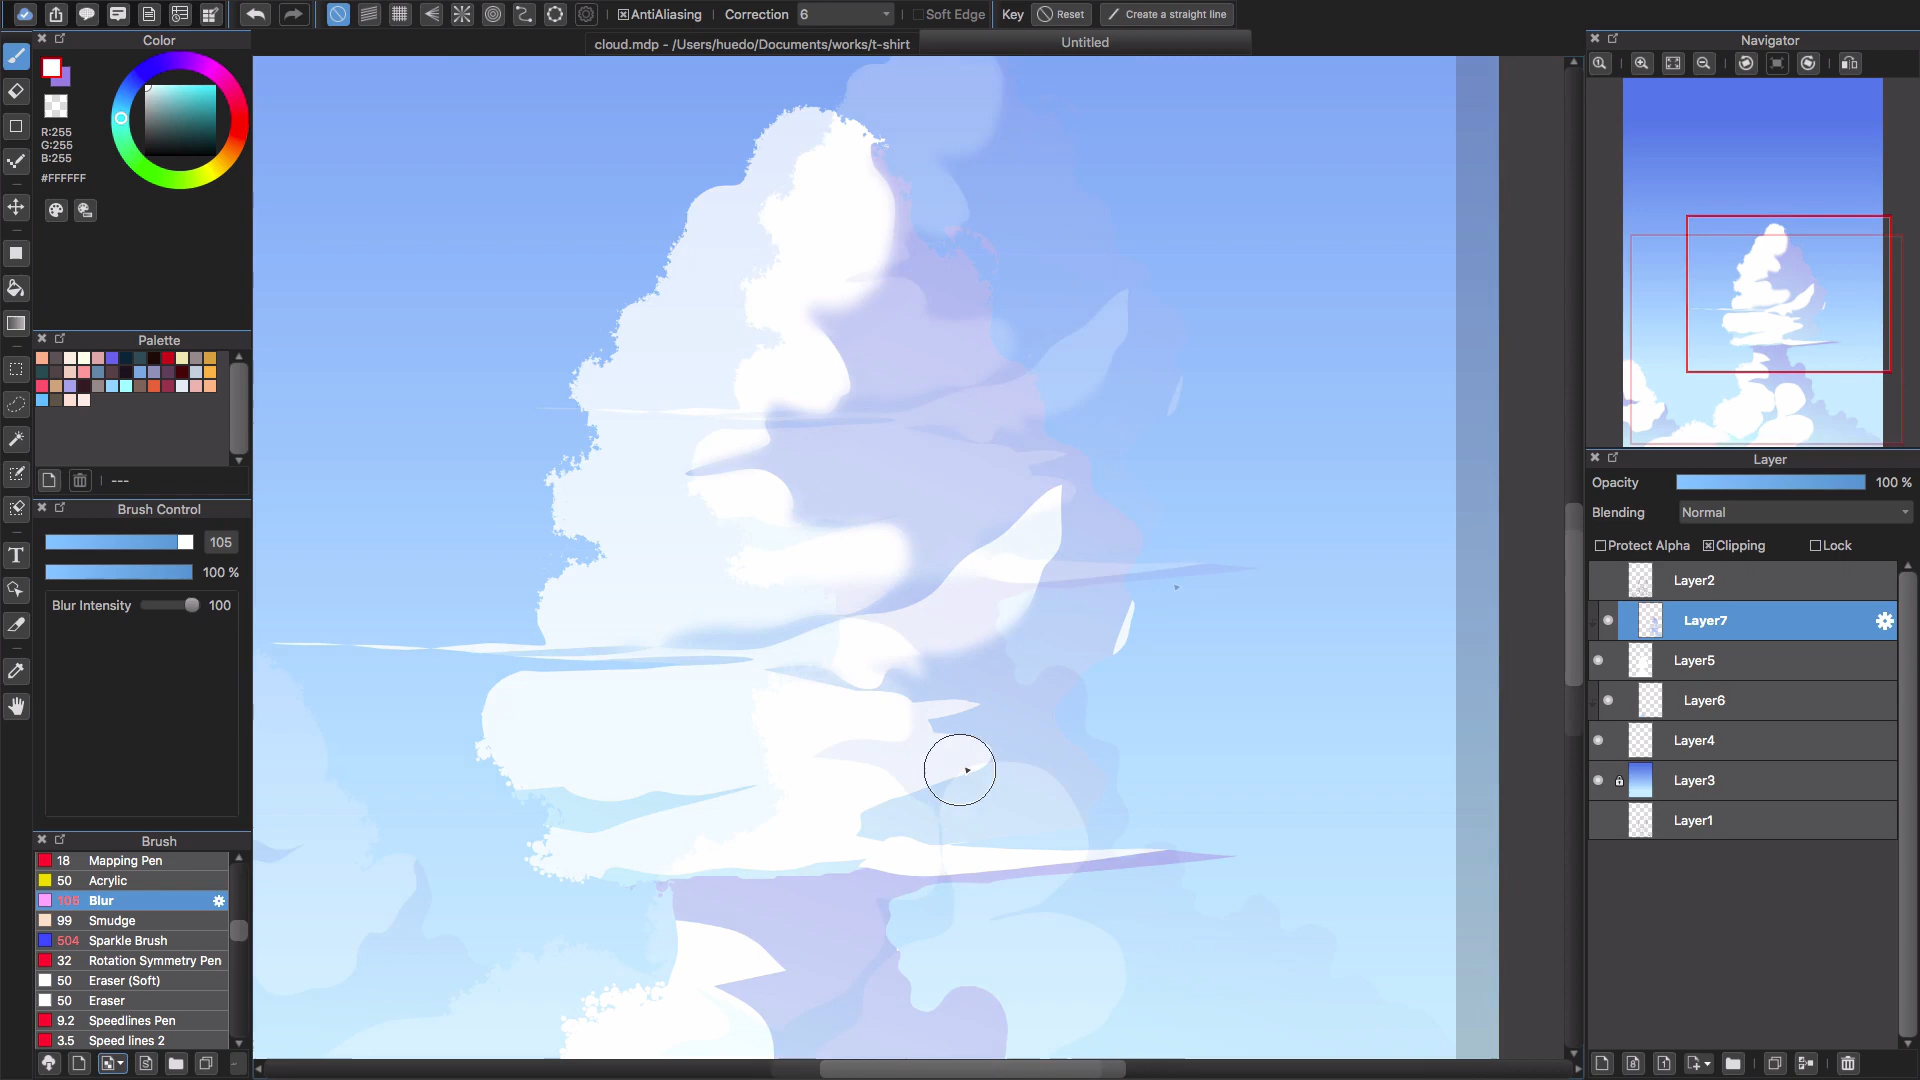 AntiAliasing Correction 6 Soft Edge Key Reset Create a straight line
cloud.mdp - /Users/huedo/Documents/works/t-shirt
Untitled
Color
R:255
G:255
B:255
#FFFFFF
Palette
---
Brush Control
105
100 %
Blur Intensity 100
Brush
18 Mapping Pen
50 Acrylic
105 Blur
99 Smudge
504 Sparkle Brush
32 Rotation Symmetry Pen
50 Eraser (Soft)
50 Eraser
9.2 Speedlines Pen
3.5 Speed lines 2
Navigator
Layer
Opacity 100 %
Blending Normal
Protect Alpha Clipping Lock
Layer2
Layer7
Layer5
Layer6
Layer4
Layer3
Layer1